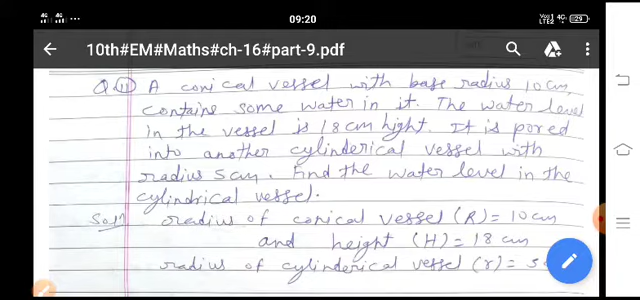 09:20
29
10th#EM#Maths#ch-16#part-9.pdf
Q.11 A conical vessel with base radius 10 cm
contains some water in it. The water level
in the vessel is 18 cm hight. It is pored
into another cylinderical vessel with
radius 5 cm. Find the water level in the
cylindrical vessel.
Sol:n radius of conical vessel (R) = 10 cm
and height (H) = 18 cm
radius of cylinderical vessel (r) = 5